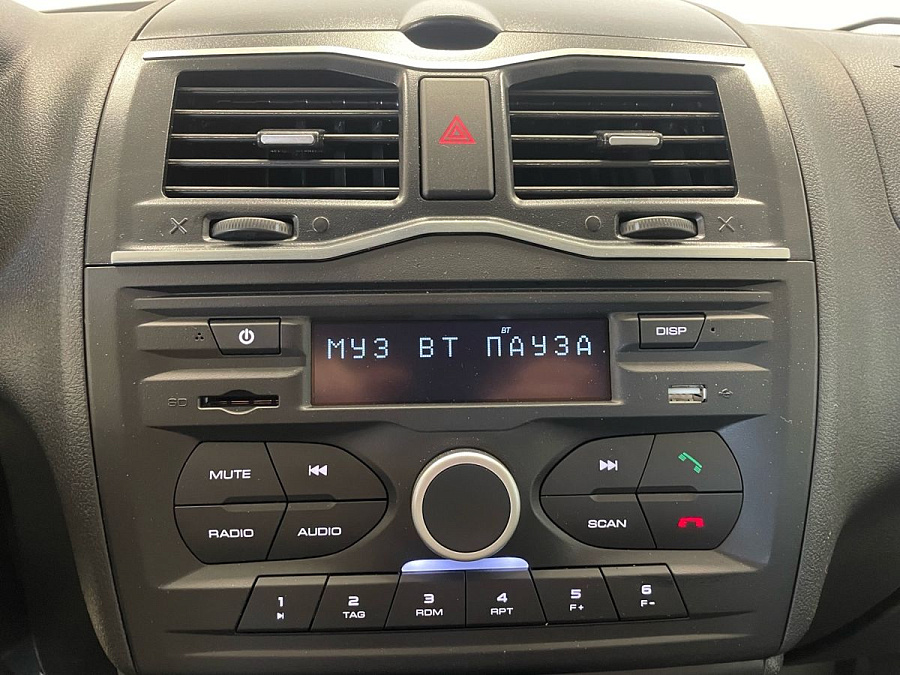 DISP
BT
МУЗ ВТ ПАУЗА
SD
MUTE
RADIO
AUDIO
SCAN
1
2
TAG
3
RDM
4
RPT
5
F+
6
F-